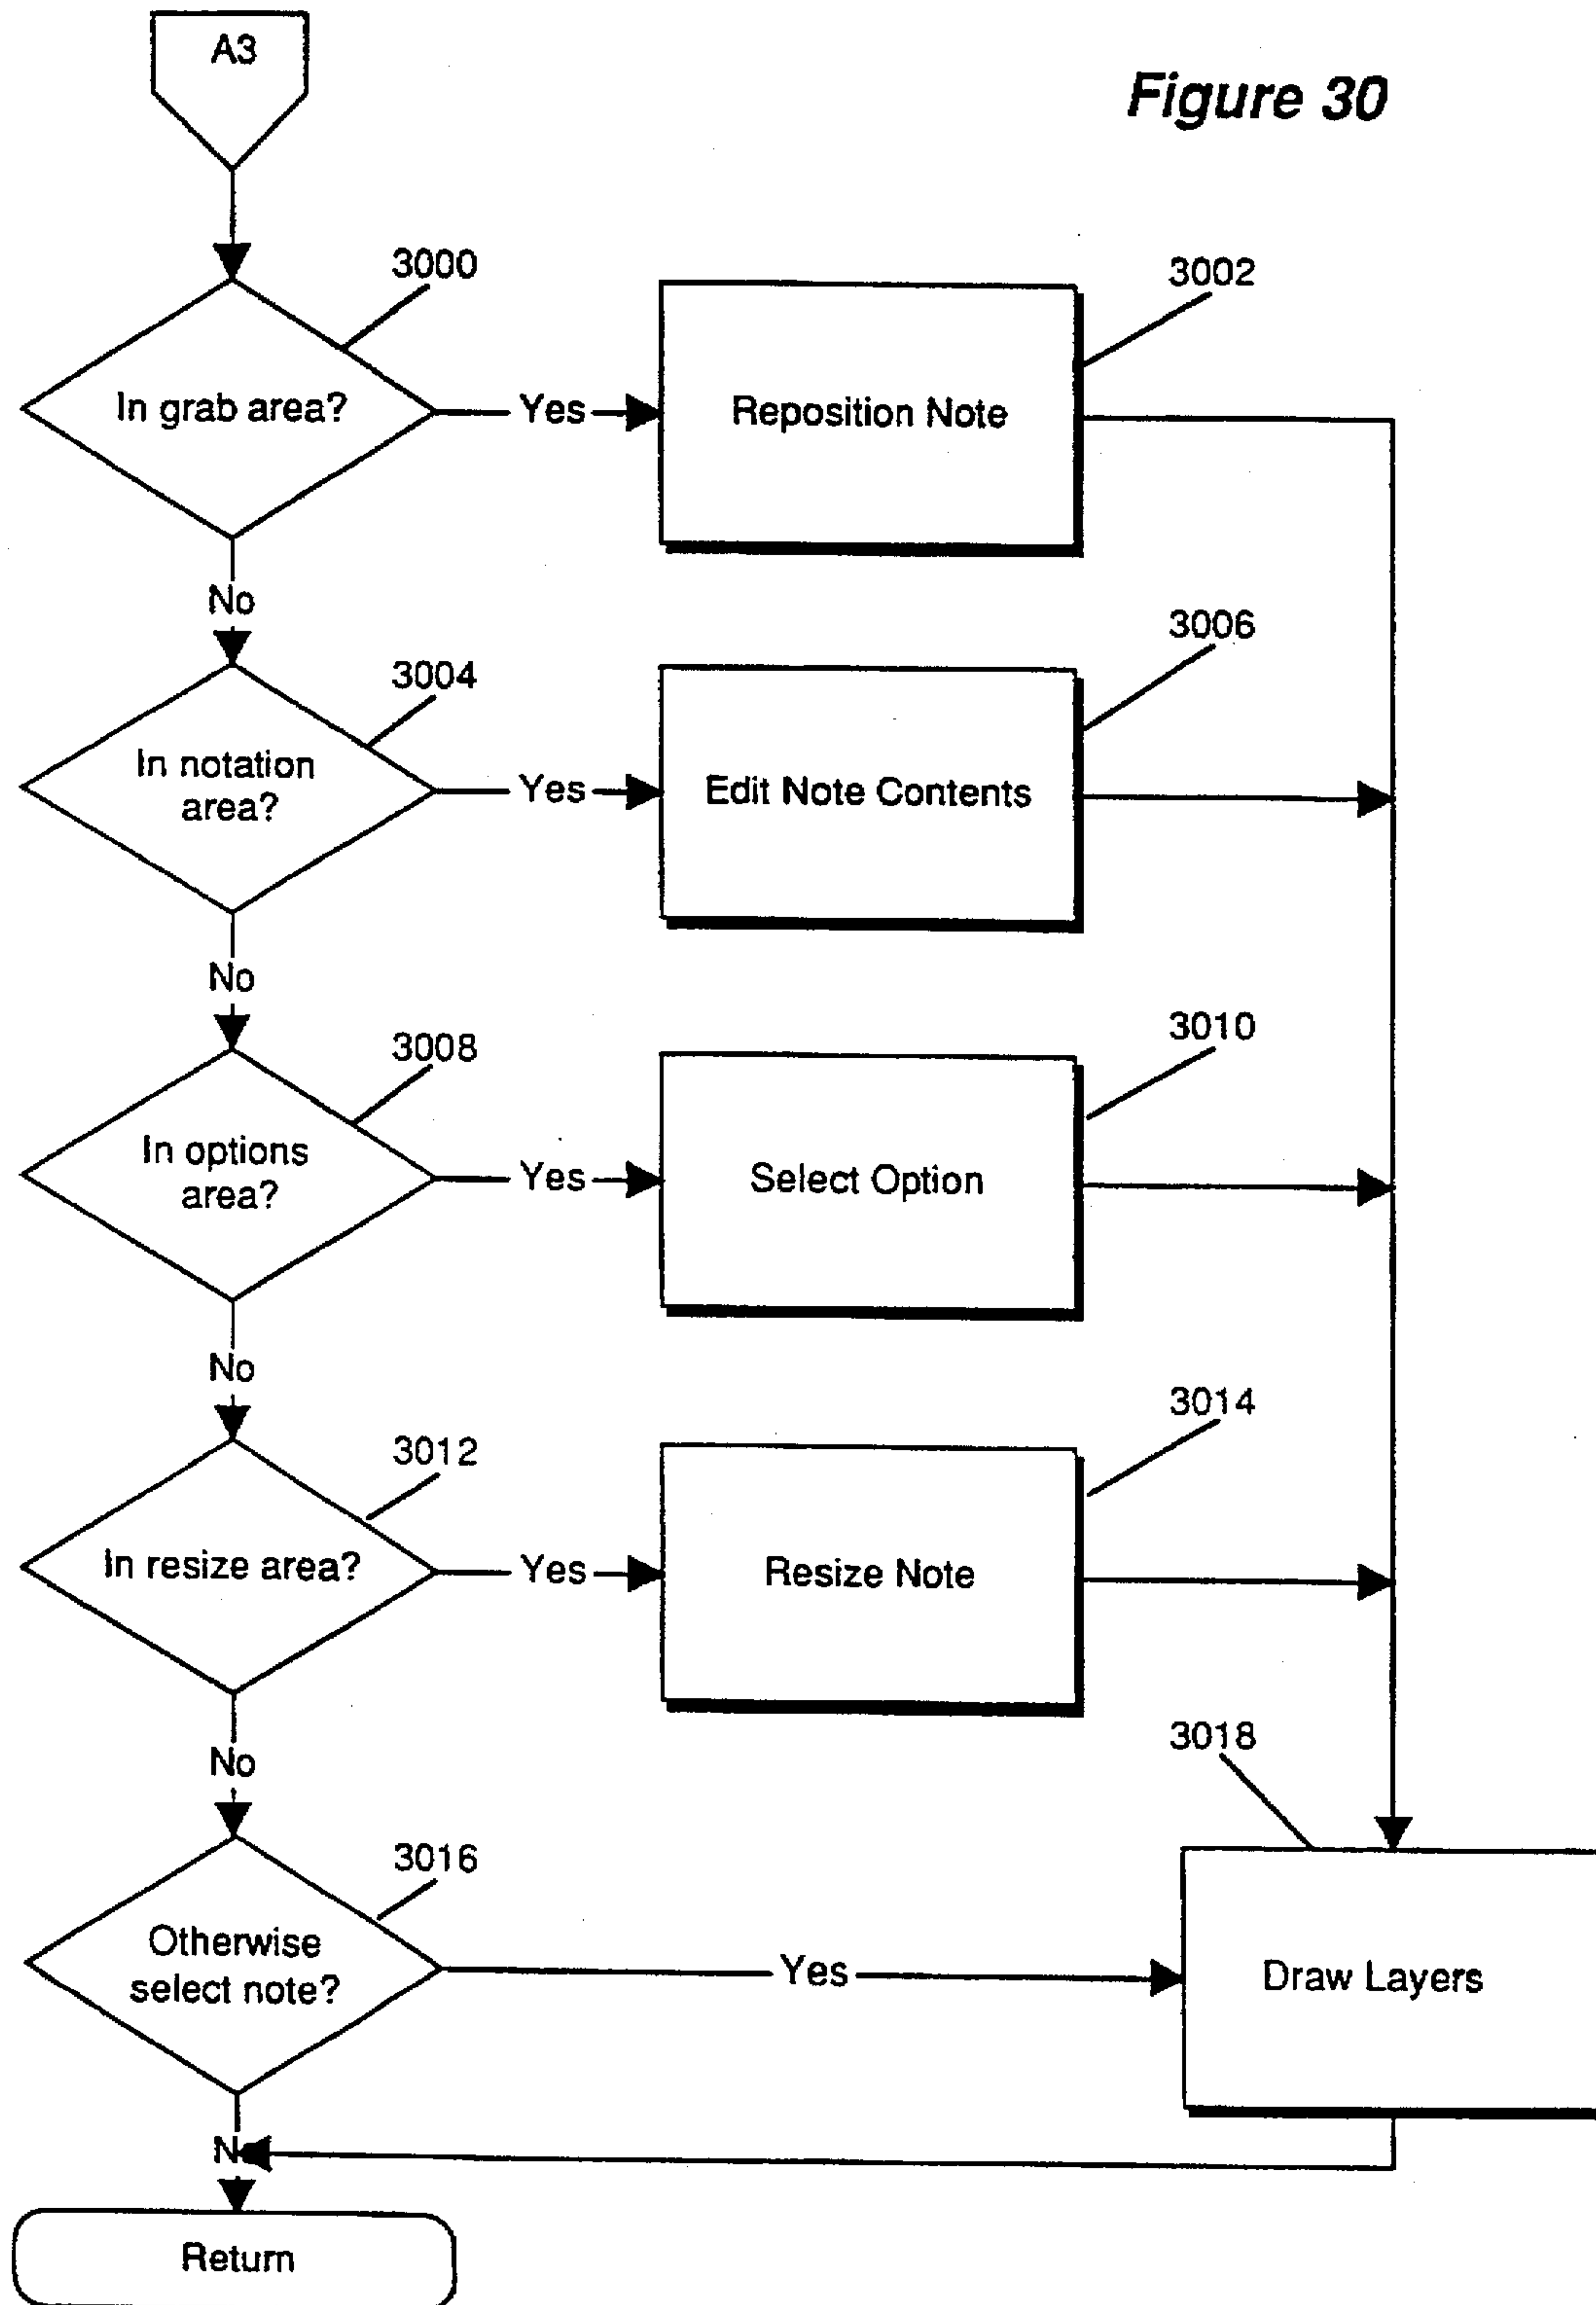 A3
Figure 30
3000
3002
In grab area?
Yes
Reposition Note
No
3004
3006
In notation
area?
Yes
Edit Note Contents
No
3008
3010
In options
area?
Yes
Select Option
No
3012
3014
In resize area?
Yes
Resize Note
No
3016
3018
Otherwise
select note?
Yes
Draw Layers
N
Return